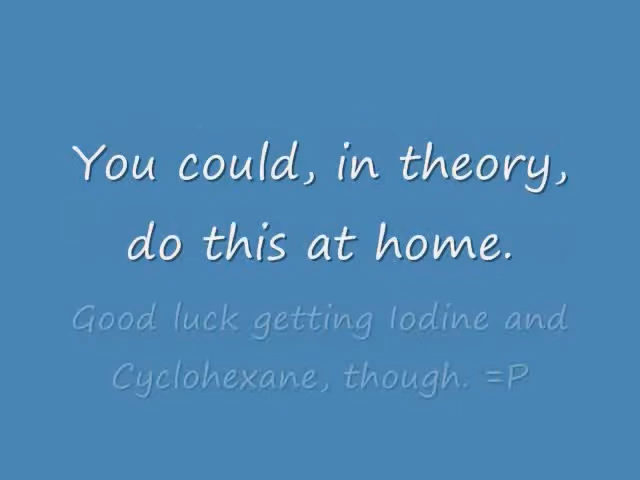 You could, in theory,
do this at home.
Good luck getting Iodine and
Cyclohexane, though. =P